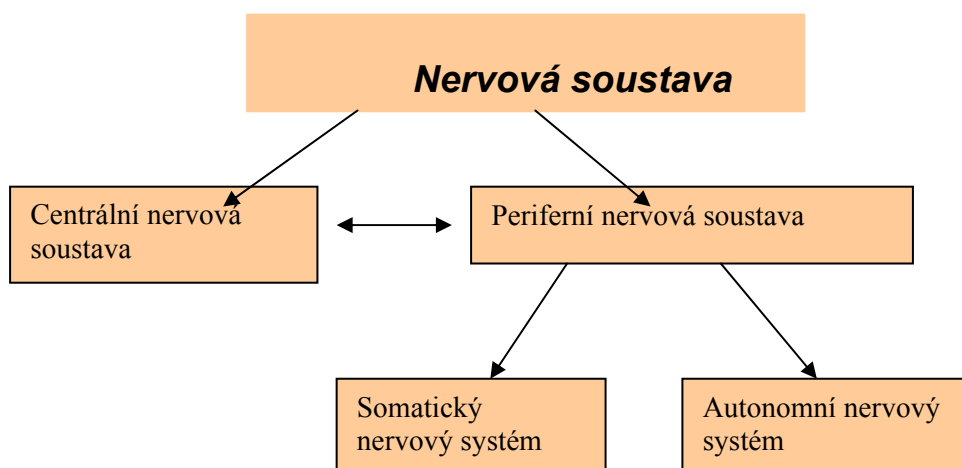 Nervová soustava
Centrální nervová
soustava
Periferní nervová soustava
Somatický
nervový systém
Autonomní nervový
systém